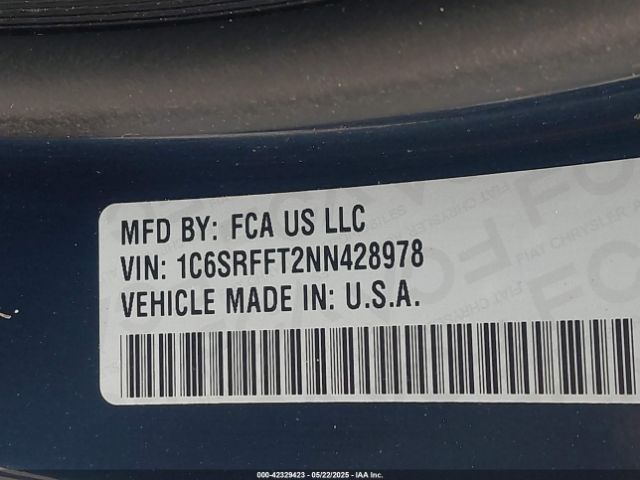 MFD BY: FCA US LLC
VIN: 1C6SRFFT2NN428978
VEHICLE MADE IN: U.S.A.
000-42329423 - 05/22/2025 - IAA Inc.